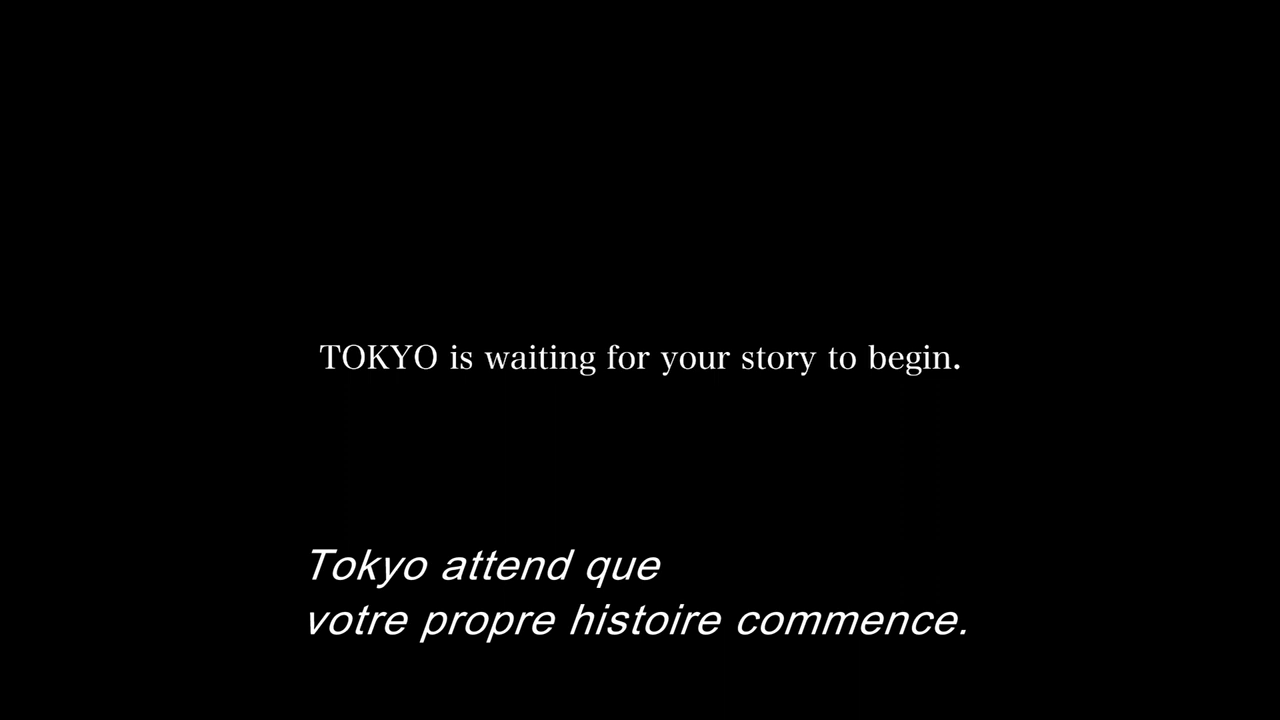 TOKYO is waiting for your story to begin.
Tokyo attend que
votre propre histoire commence.